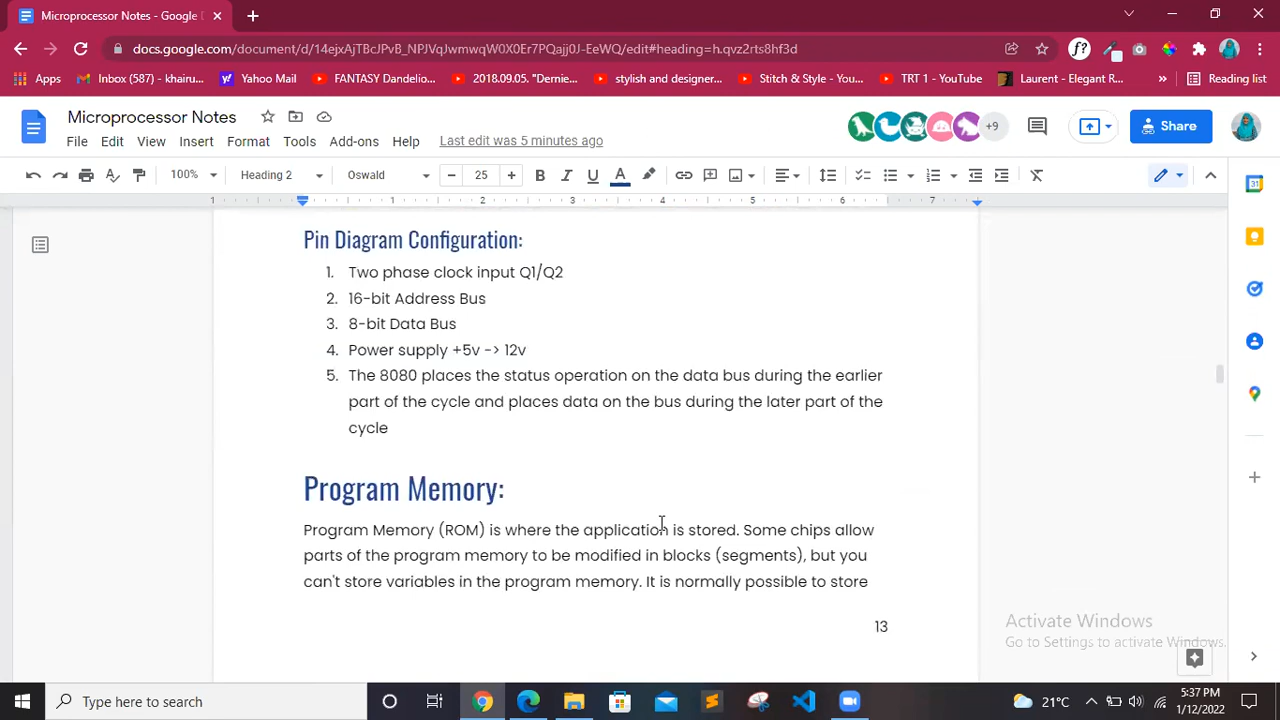 Microprocessor Notes - Google D
docs.google.com/document/d/14ejxAjTBcJPvB_NPJVqJwmwqW0X0Er7PQajj0J-EeWQ/edit#heading=h.qvz2rts8hf3d
Apps
Inbox (587) - khairu...
Yahoo Mail
FANTASY Dandelio...
2018.09.05. "Dernie...
stylish and designer...
Stitch & Style - You...
TRT 1 - YouTube
Laurent - Elegant R...
»
Reading list
Microprocessor Notes
File Edit View Insert Format Tools Add-ons Help
Last edit was 5 minutes ago
+9
Share
100%
Heading 2
Oswald
25
1 1 2 3 4 5 6 7
Pin Diagram Configuration:
1. Two phase clock input Q1/Q2
2. 16-bit Address Bus
3. 8-bit Data Bus
4. Power supply +5v -> 12v
5. The 8080 places the status operation on the data bus during the earlier
part of the cycle and places data on the bus during the later part of the
cycle
Program Memory:
Program Memory (ROM) is where the application is stored. Some chips allow
parts of the program memory to be modified in blocks (segments), but you
can't store variables in the program memory. It is normally possible to store
13
Activate Windows
Go to Settings to activate Windows.
Type here to search
21°C
5:37 PM
1/12/2022